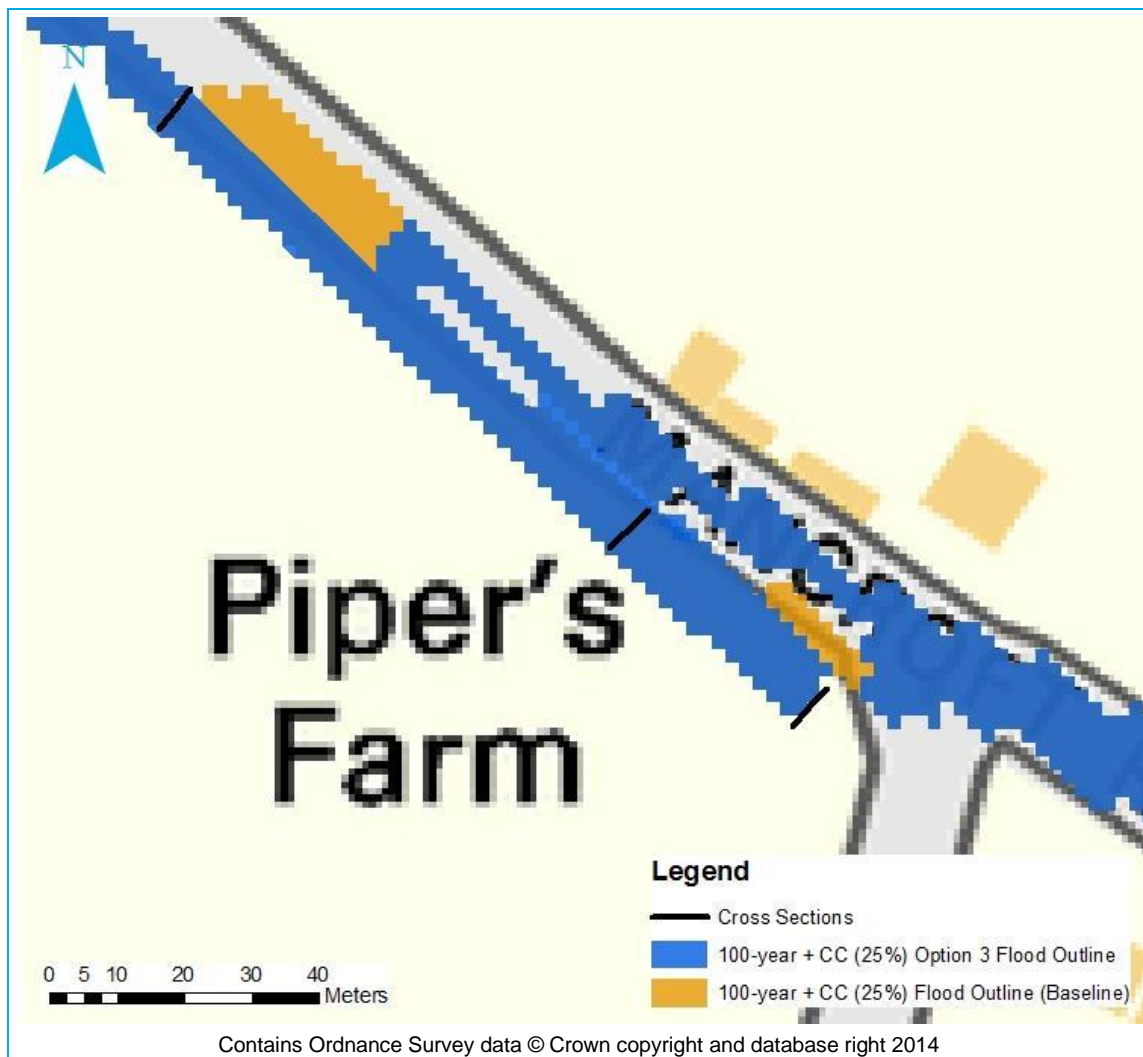 N
Piper's
Farm
Legend
Cross Sections
100-year + CC (25%) Option 3 Flood Outline
100-year + CC (25%) Flood Outline (Baseline)
0 5 10 20 30 40
Meters
Contains Ordnance Survey data © Crown copyright and database right 2014